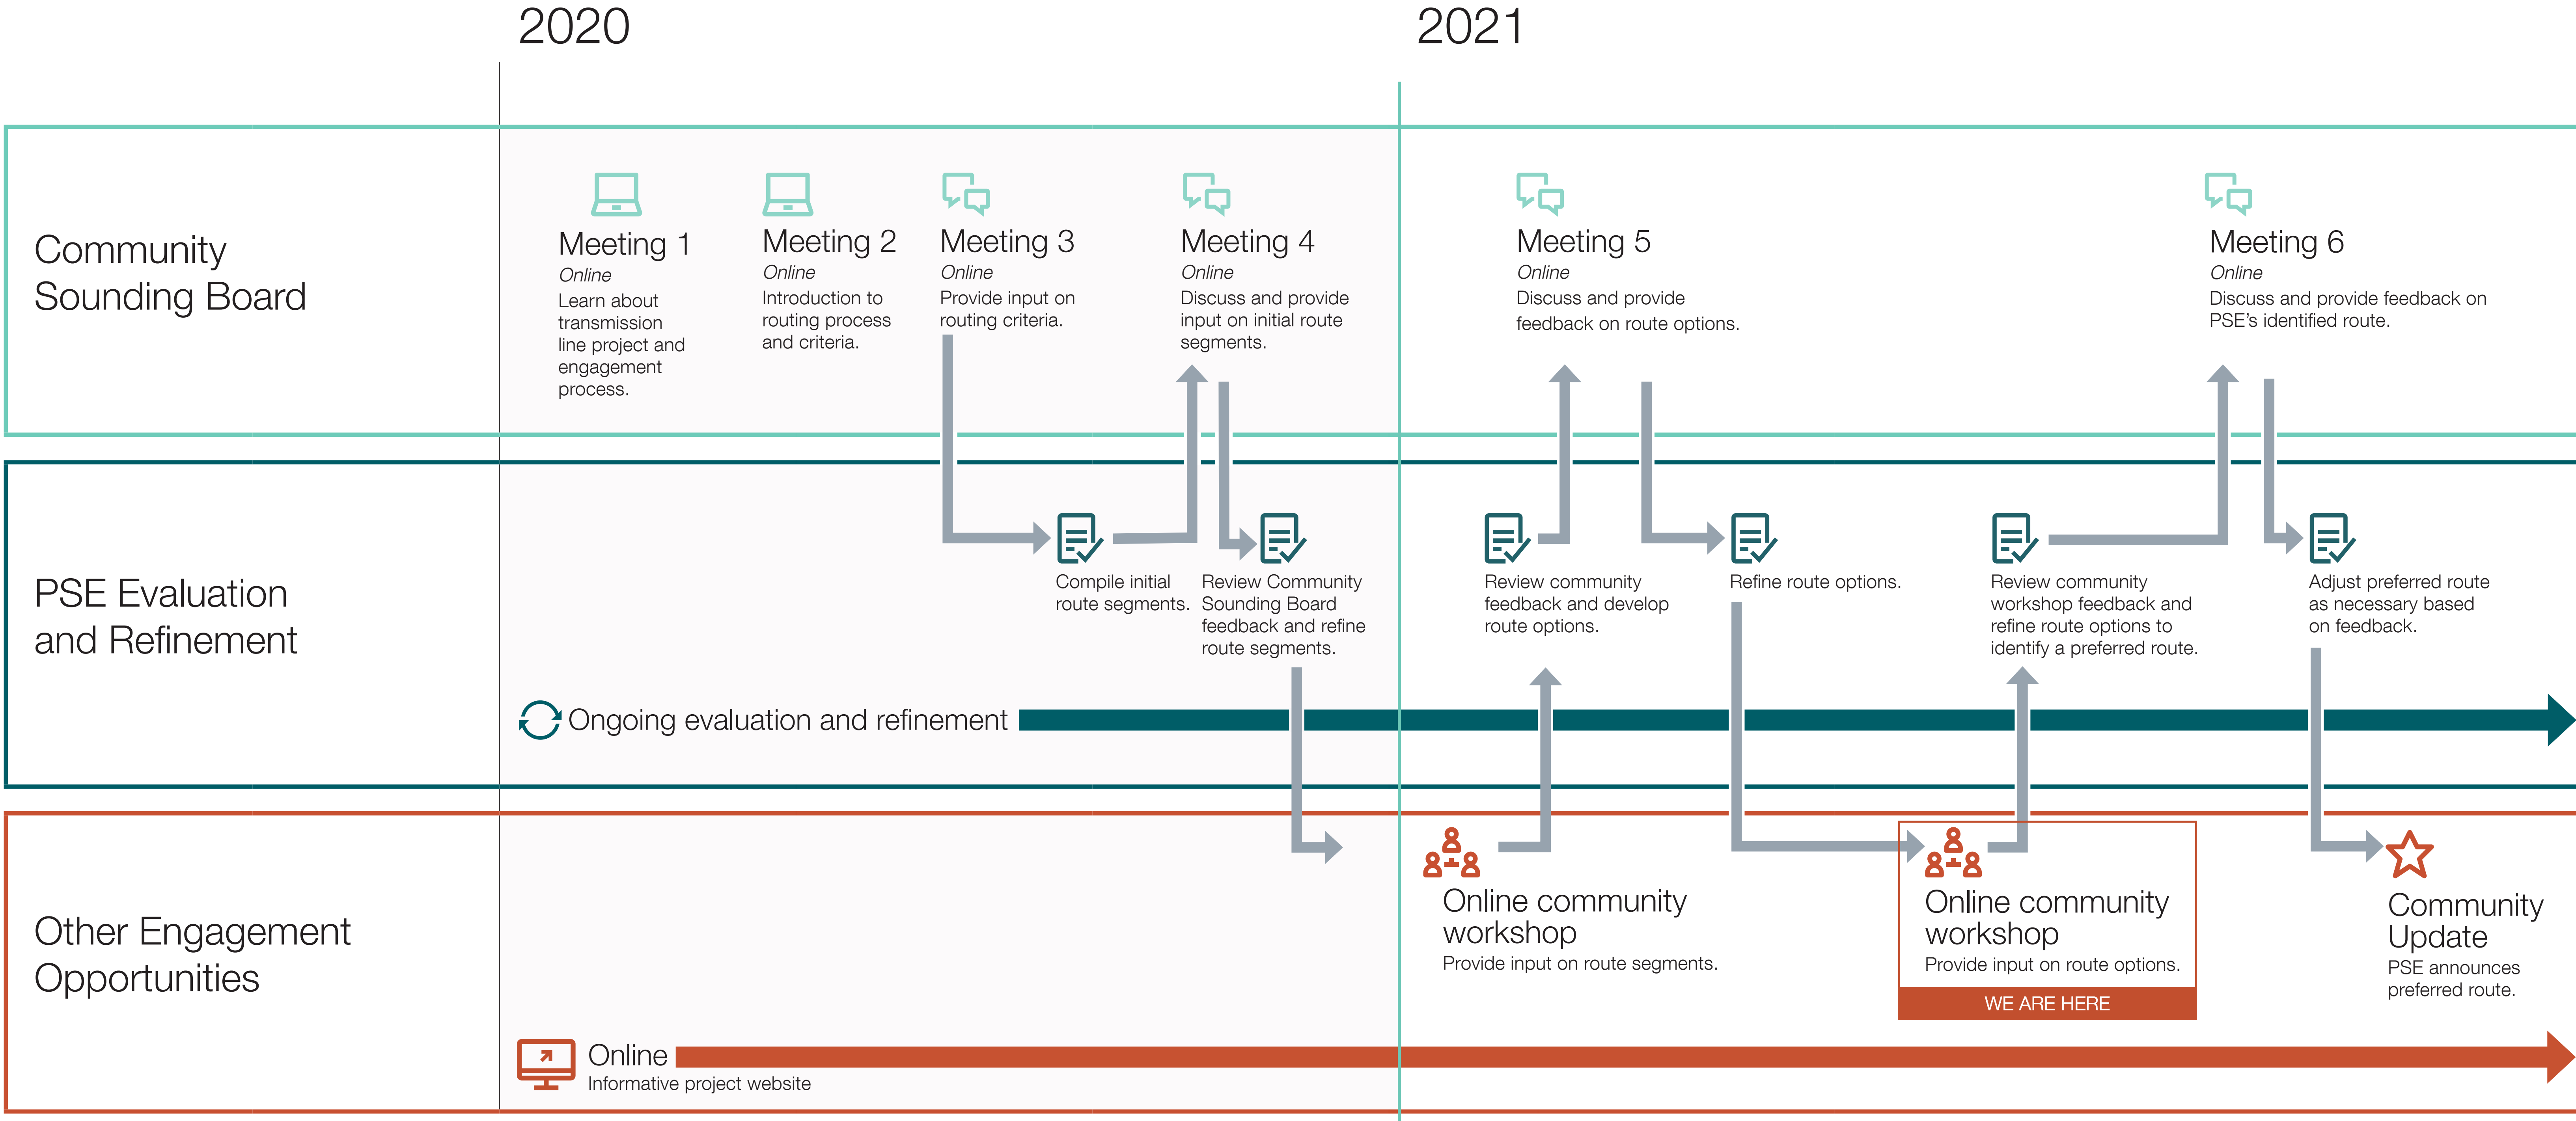 2020
2021
Community
Sounding Board
Meeting 1
Online
Learn about
transmission
line project and
engagement
process.
Meeting 2
Online
Introduction to
routing process
and criteria.
Meeting 3
Online
Provide input on
routing criteria.
Meeting 4
Online
Discuss and provide
input on initial route
segments.
Meeting 5
Online
Discuss and provide
feedback on route options.
Meeting 6
Online
Discuss and provide feedback on
PSE’s identified route.
PSE Evaluation
and Refinement
Compile initial
route segments.
Review Community
Sounding Board
feedback and refine
route segments.
Review community
feedback and develop
route options.
Refine route options.
Review community
workshop feedback and
refine route options to
identify a preferred route.
Adjust preferred route
as necessary based
on feedback.
Ongoing evaluation and refinement
Other Engagement
Opportunities
Online community
workshop
Provide input on route segments.
Online community
workshop
Provide input on route options.
WE ARE HERE
Community
Update
PSE announces
preferred route.
Online
Informative project website